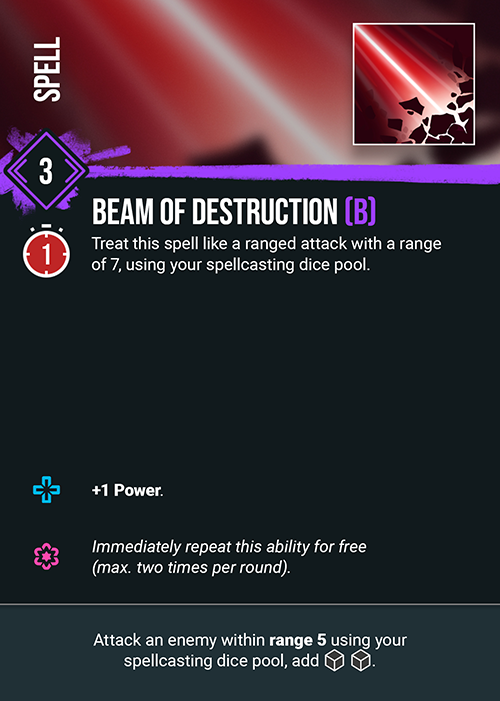 SPELL
3
BEAM OF DESTRUCTION (B)
1
Treat this spell like a ranged attack with a range
of 7, using your spellcasting dice pool.
+1 Power.
Immediately repeat this ability for free
(max. two times per round).
Attack an enemy within range 5 using your
spellcasting dice pool, add .